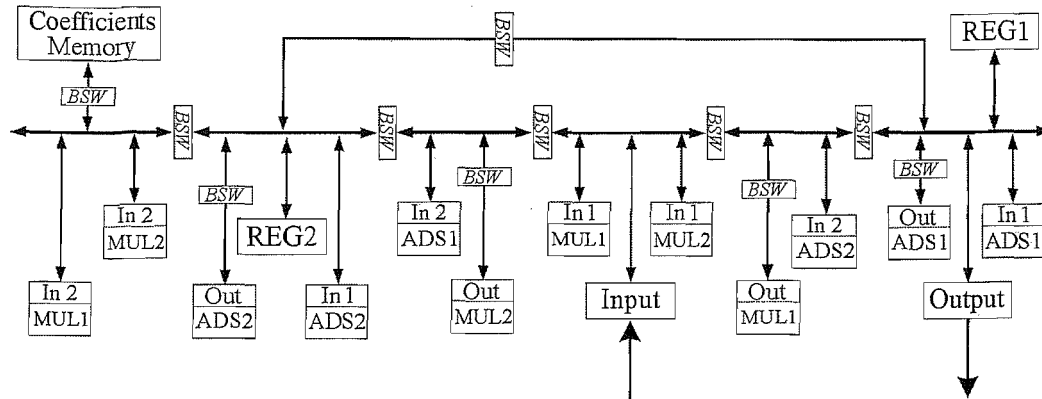 Coefficients
Memory
BSW
REG1
BSW
BSW
BSW
BSW
BSW
BSW
BSW
BSW
BSW
BSW
In 2
MUL2
REG2
In 2
ADS1
In 1
MUL1
In 1
MUL2
In 2
ADS2
Out
ADS1
In 1
ADS1
In 2
MUL1
Out
ADS2
In 1
ADS2
Out
MUL2
Input
Out
MUL1
Output